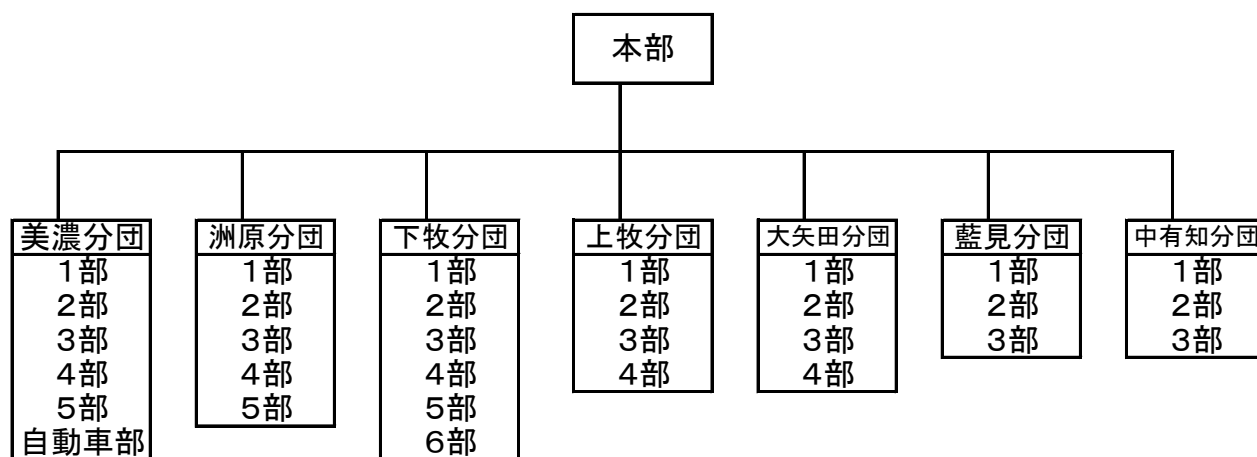 本部
美濃分団
1部
2部
3部
4部
5部
自動車部
洲原分団
1部
2部
3部
4部
5部
下牧分団
1部
2部
3部
4部
5部
6部
上牧分団
1部
2部
3部
4部
大矢田分団
1部
2部
3部
4部
藍見分団
1部
2部
3部
中有知分団
1部
2部
3部